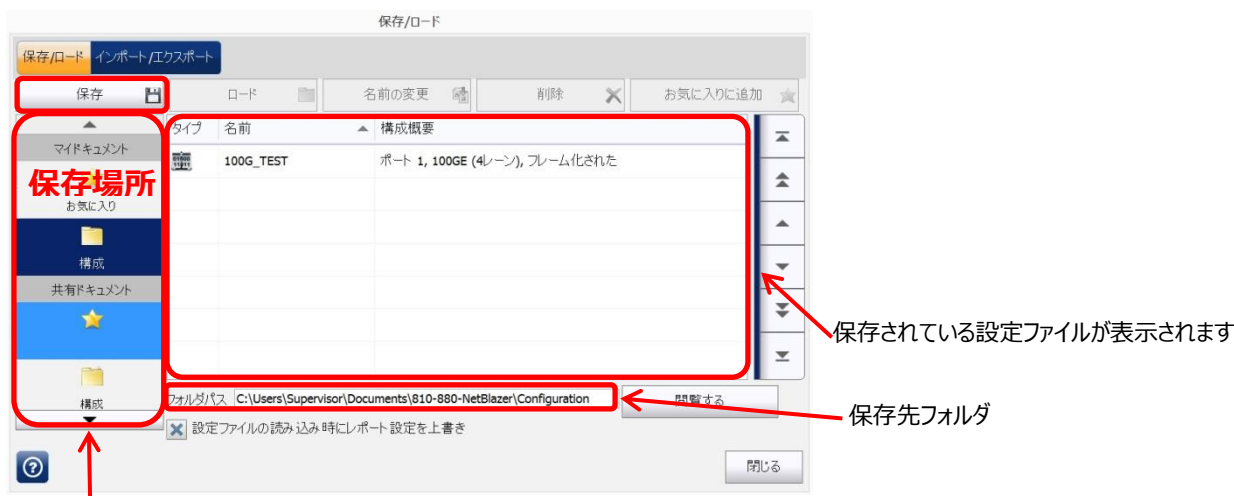 保存/ロード
保存/ロード インポート/エクスポート
保存 ロード 名前の変更 削除 お気に入りに追加
タイプ 名前 構成概要
マイドキュメント
100G_TEST ポート 1, 100GE (4レーン), フレーム化された
保存場所
お気に入り
構成
共有ドキュメント
保存されている設定ファイルが表示されます
構成
フォルダパス C:\Users\Supervisor\Documents\810-880-NetBlazer\Configuration 閲覧する
保存先フォルダ
設定ファイルの読み込み時にレポート設定を上書き
閉じる